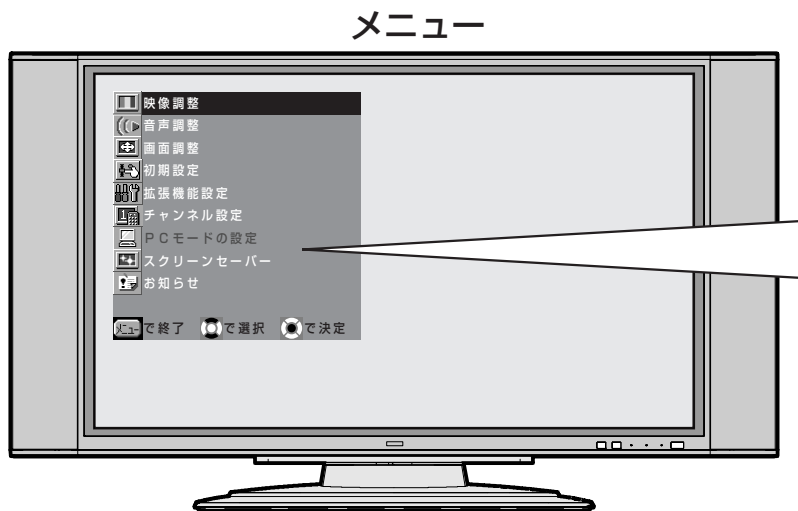 メニュー
映像調整
音声調整
画面調整
初期設定
拡張機能設定
チャンネル設定
PCモードの設定
スクリーンセーバー
お知らせ
メニューで終了 で選択 で決定